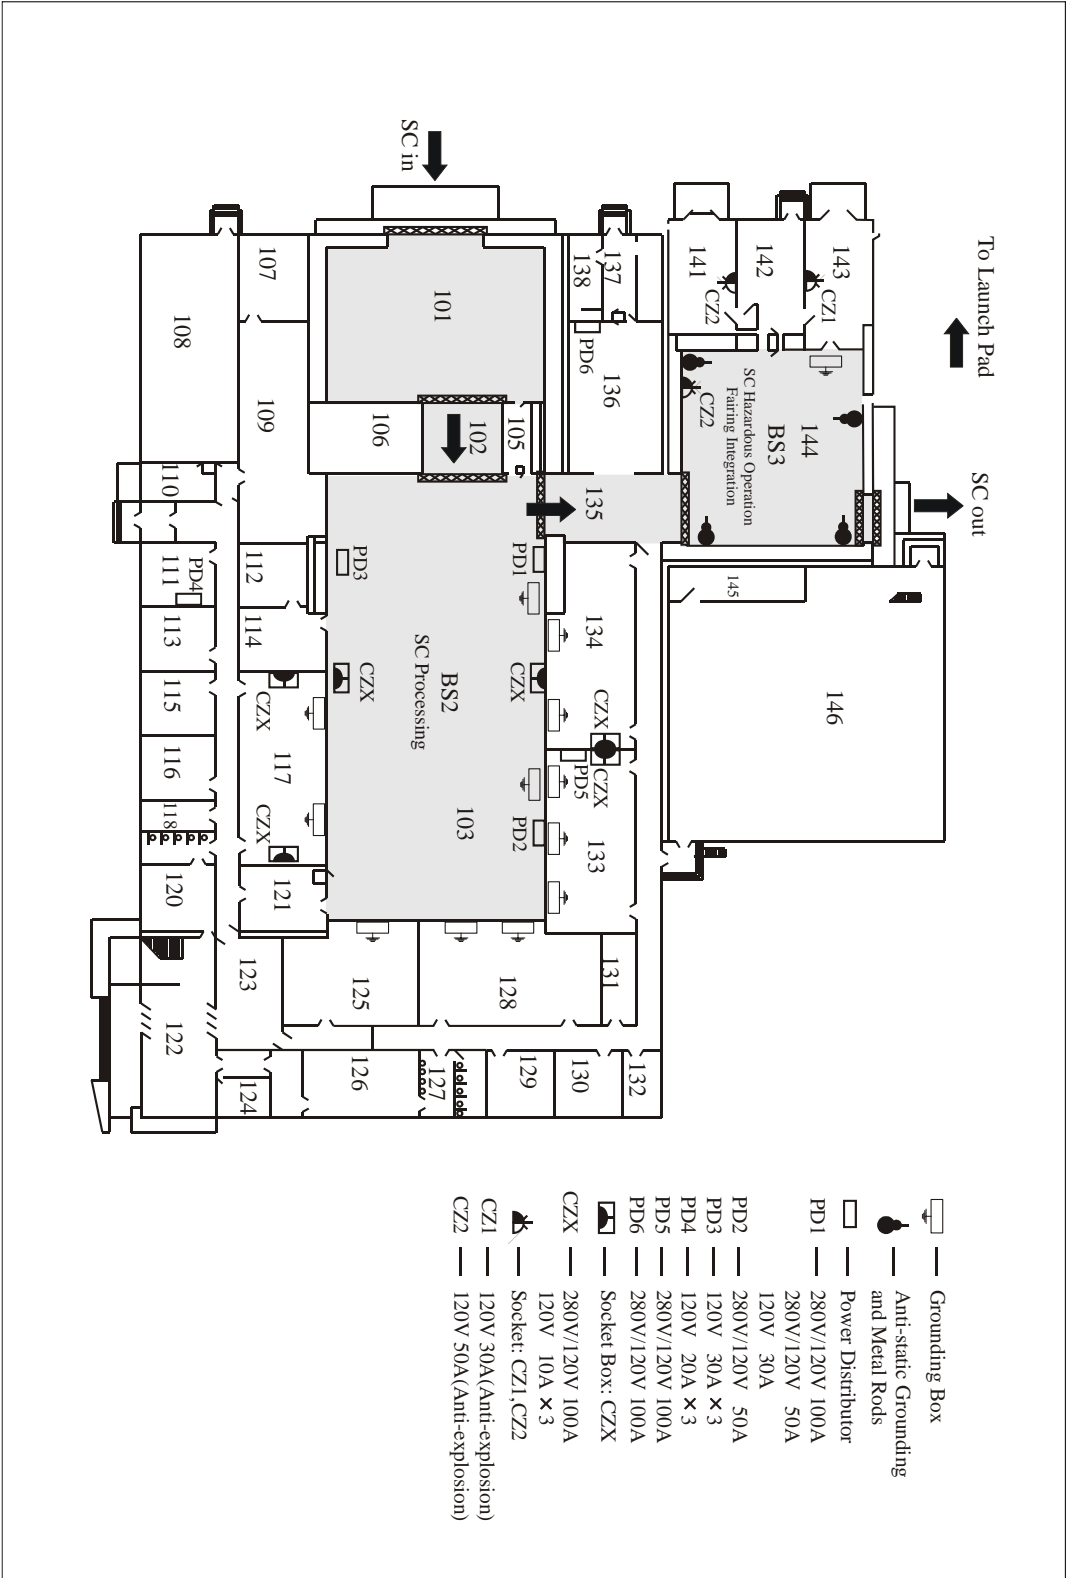 To Launch Pad
SC out
SC in
143
CZ1
142
141
CZ2
144
BS3
SC Hazardous Operation
Fairing Integration
CZ2
137
138
PD6
136
135
145
146
101
102
105
106
107
108
109
110
PD1
PD3
112
111
PD4
113
114
134
CZX
CZX
CZX
CZX
BS2
SC Processing
103
PD5
PD2
133
CZX
117
CZX
115
116
118
120
121
122
123
124
125
126
127
128
129
130
131
132
Grounding Box
Anti-static Grounding
and Metal Rods
Power Distributor
PD1 — 280V/120V 100A
280V/120V 50A
120V 30A
PD2 — 280V/120V 50A
PD3 — 120V 30A × 3
PD4 — 120V 20A × 3
PD5 — 280V/120V 100A
PD6 — 280V/120V 100A
Socket Box: CZX
CZX — 280V/120V 100A
120V 10A × 3
Socket: CZ1,CZ2
CZ1 — 120V 30A(Anti-explosion)
CZ2 — 120V 50A(Anti-explosion)